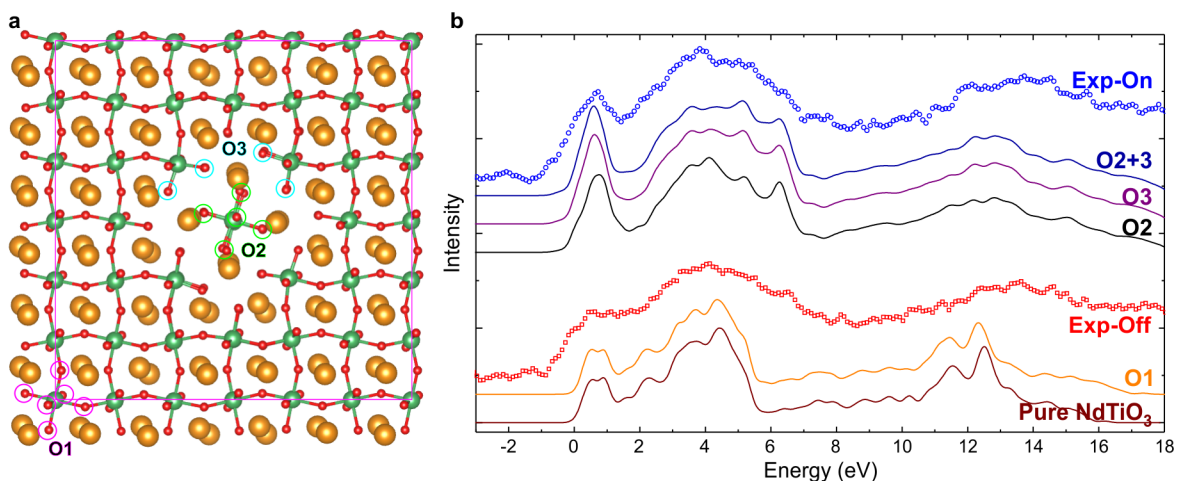 a
b
O3
O2
O1
Intensity
Exp-On
O2+3
O3
O2
Exp-Off
O1
Pure NdTiO₃
-2 0 2 4 6 8 10 12 14 16 18
Energy (eV)